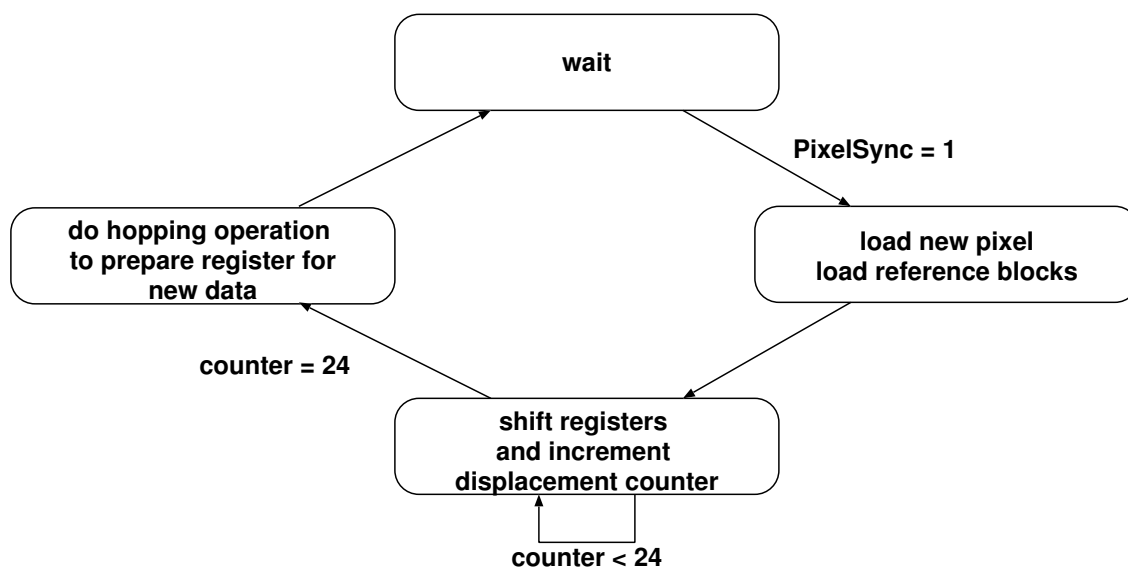 wait
PixelSync = 1
do hopping operation
to prepare register for
new data
load new pixel
load reference blocks
counter = 24
shift registers
and increment
displacement counter
counter < 24